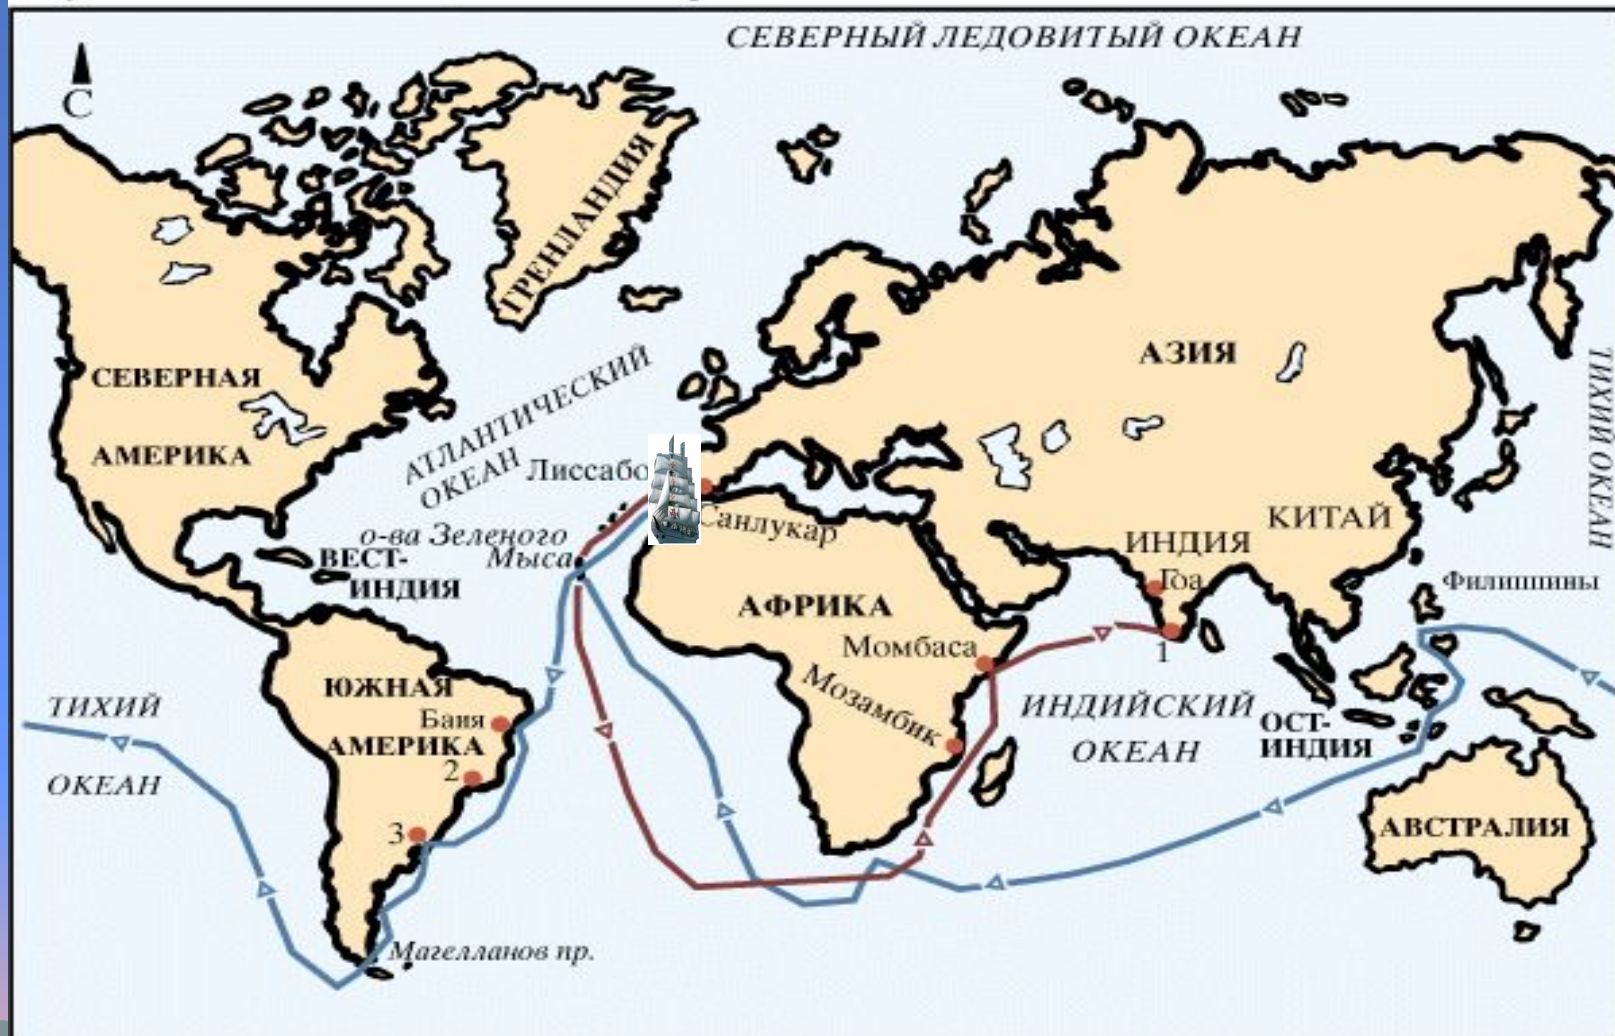 СЕВЕРНЫЙ ЛЕДОВИТЫЙ ОКЕАН
С
ГРЕНЛАНДИЯ
СЕВЕРНАЯ
АМЕРИКА
АТЛАНТИЧЕСКИЙ
ОКЕАН
АЗИЯ
ТИХИЙ ОКЕАН
Лиссабо
Санлукар
о-ва Зеленого
Мыса
ВЕСТ-
ИНДИЯ
КИТАЙ
ИНДИЯ
Гоа
Филиппины
АФРИКА
Момбаса
1
Мозамбик
ЮЖНАЯ
Баия
АМЕРИКА
2
3
ТИХИЙ
ОКЕАН
ИНДИЙСКИЙ
ОКЕАН
ОСТ-
ИНДИЯ
АВСТРАЛИЯ
Магелланов пр.